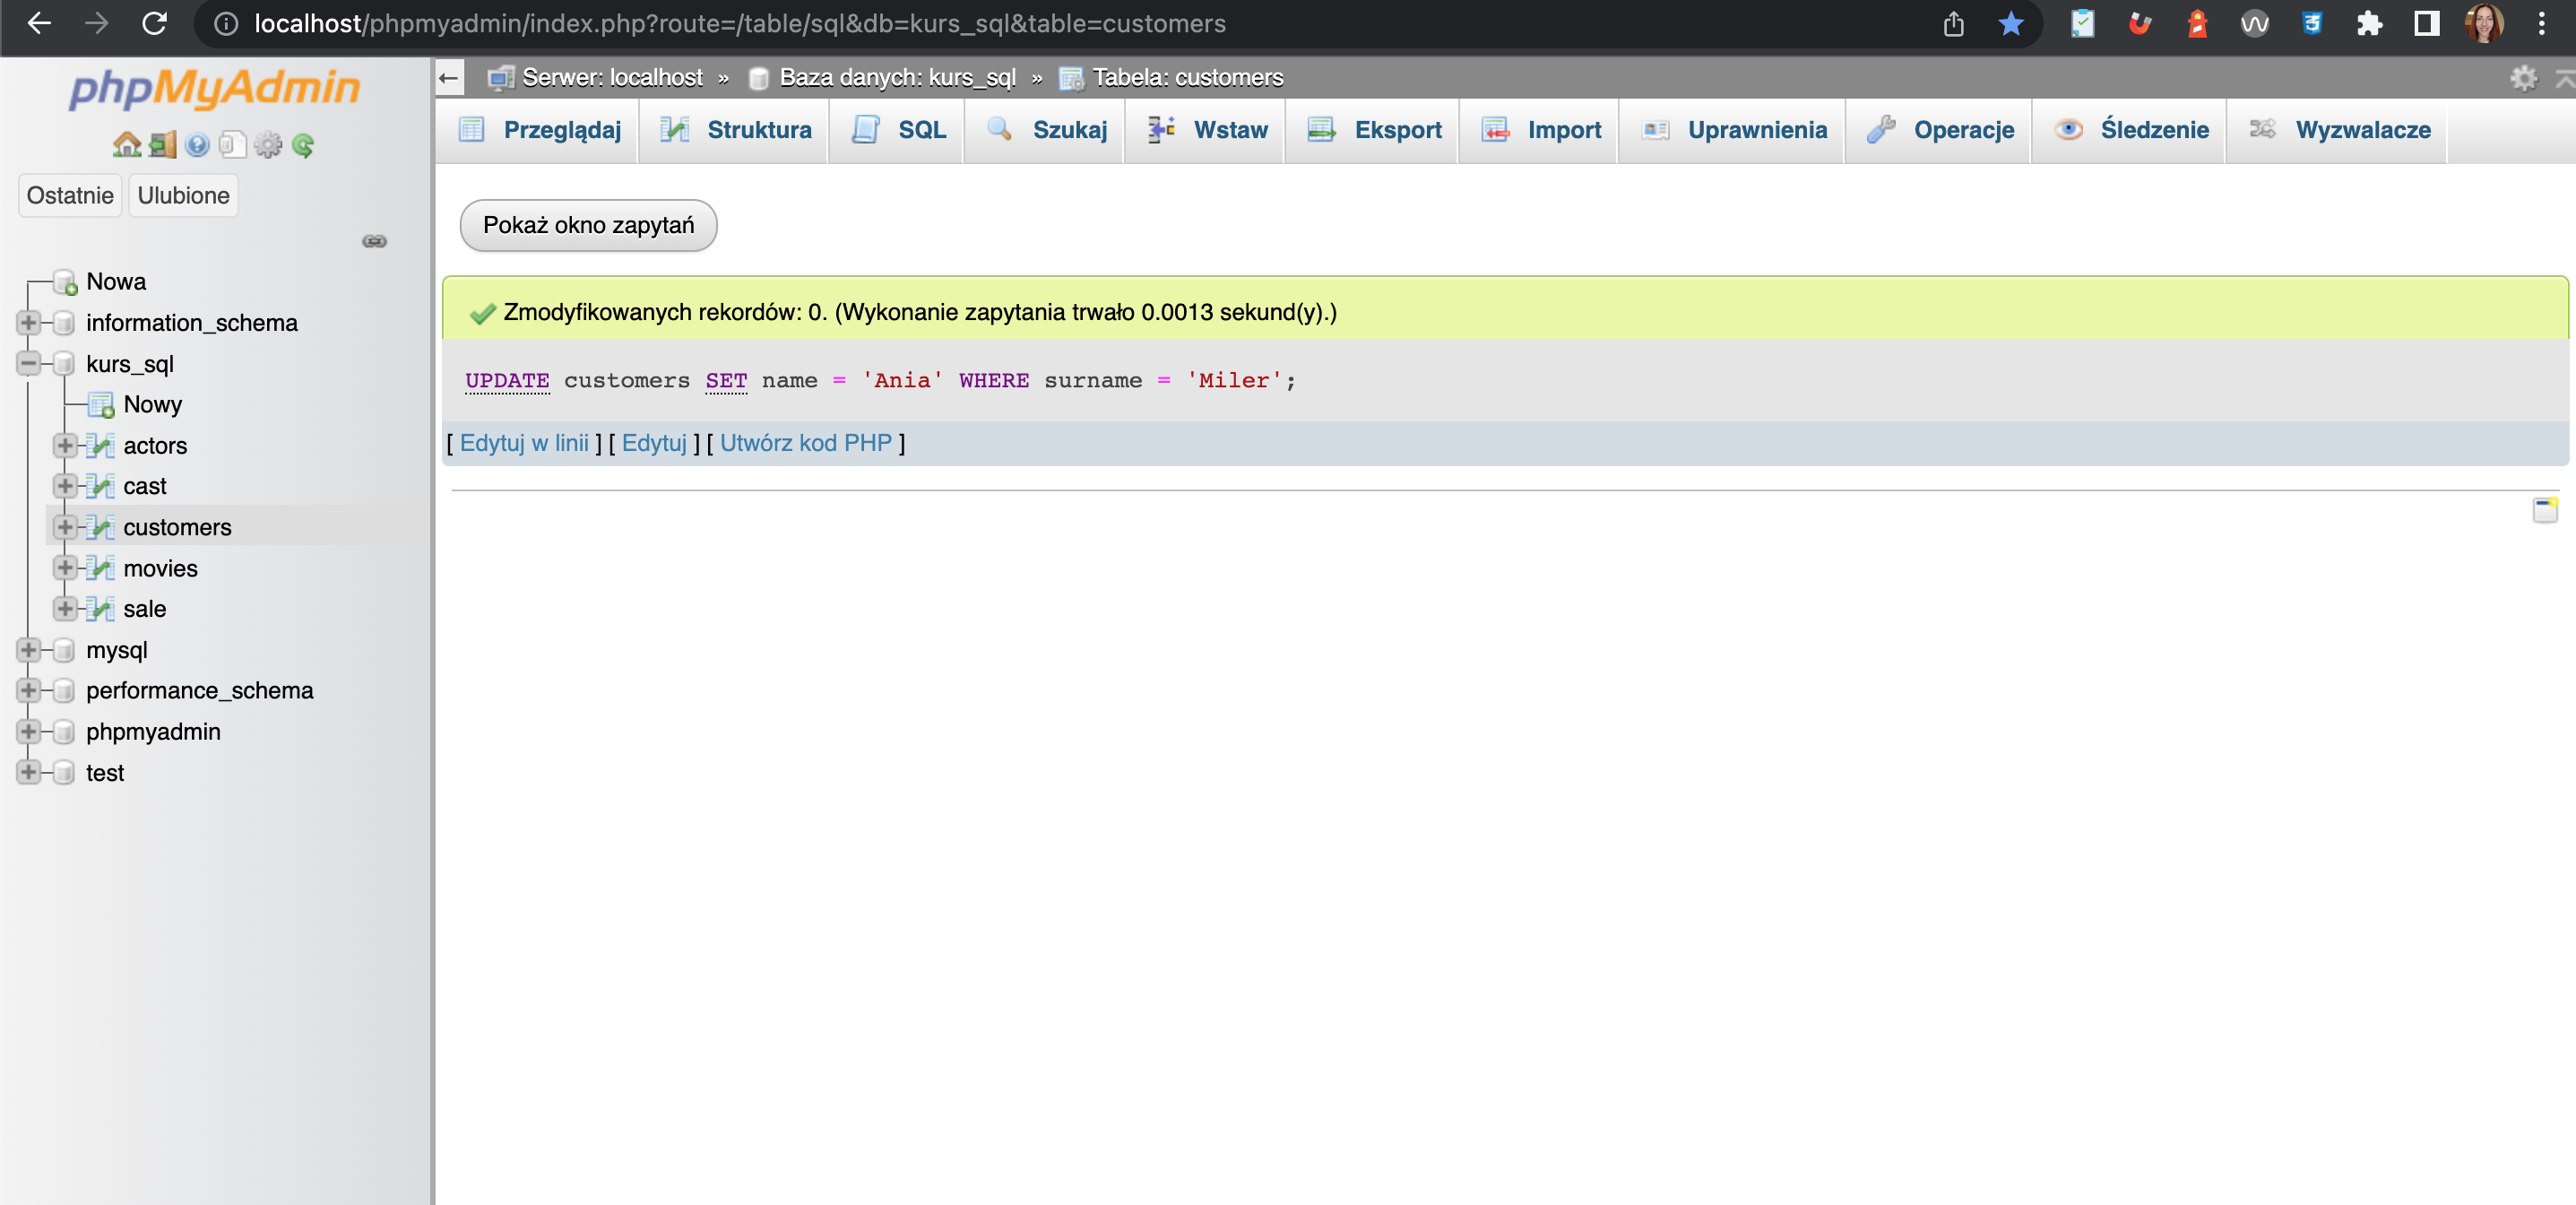 localhost/phpmyadmin/index.php?route=/table/sql&db=kurs_sql&table=customers
phpMyAdmin
Serwer: localhost » Baza danych: kurs_sql » Tabela: customers
Przeglądaj Struktura SQL Szukaj Wstaw Eksport Import Uprawnienia Operacje Śledzenie Wyzwalacze
Ostatnie Ulubione
Pokaż okno zapytań
Nowa
information_schema
kurs_sql
Nowy
actors
cast
customers
movies
sale
mysql
performance_schema
phpmyadmin
test
Zmodyfikowanych rekordów: 0. (Wykonanie zapytania trwało 0.0013 sekund(y).)
UPDATE customers SET name = 'Ania' WHERE surname = 'Miler';
[ Edytuj w linii ] [ Edytuj ] [ Utwórz kod PHP ]